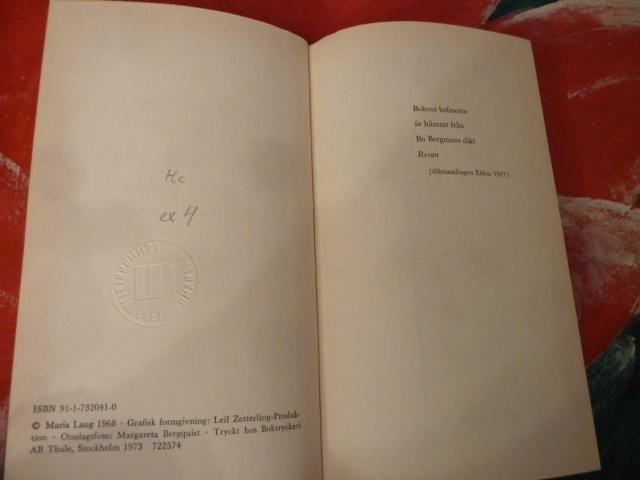 Hc
ex 4
ISBN 91-1-732041-0
© Maria Lang 1968 · Grafisk formgivning: Leif Zetterling-Produk-
tion · Omslagsfoto: Margareta Bergquist · Tryckt hos Boktryckeri
AB Thule, Stockholm 1973 722574
Bokens ledmotiv
är hämtat från
Bo Bergmans dikt
Resan
(diktsamlingen Elden 1917)